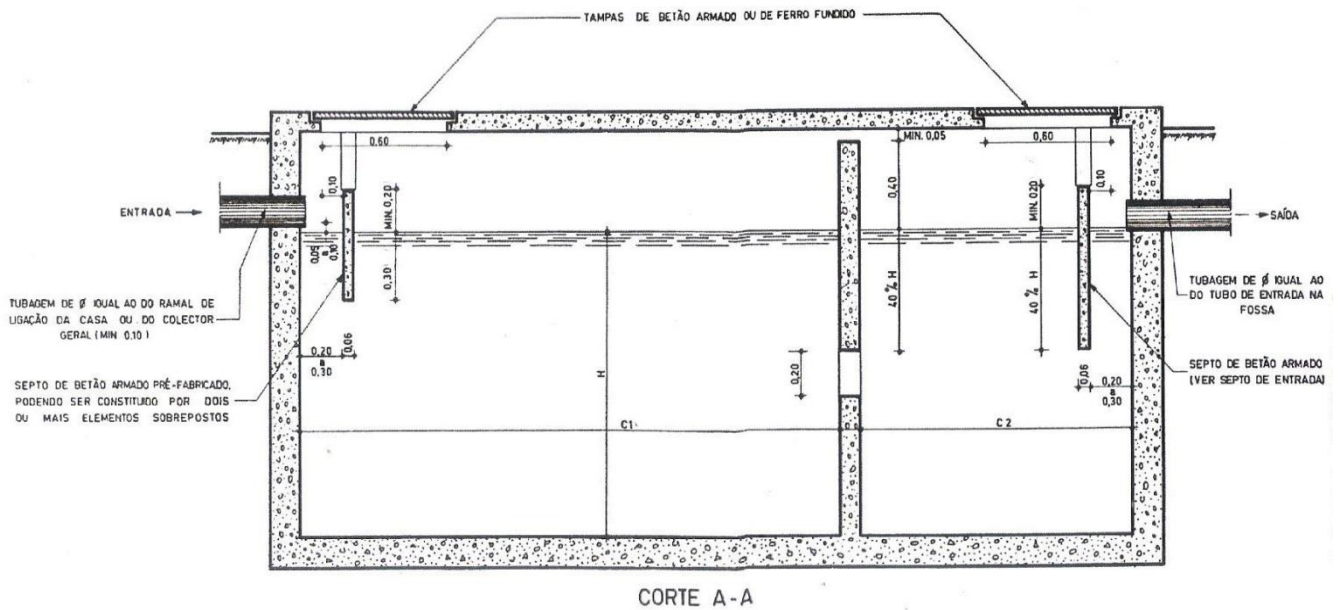 TAMPAS DE BETÃO ARMADO OU DE FERRO FUNDIDO
0,60
MIN. 0,05
0,60
0,10
MIN. 0,20
0,40
MIN. 0,20
0,10
ENTRADA
SAÍDA
0,05
a
0,10
0,30
40 % H
40 % H
TUBAGEM DE Ø IGUAL AO DO RAMAL DE
LIGAÇÃO DA CASA OU DO COLECTOR
GERAL (MIN 0,10)
TUBAGEM DE Ø IGUAL AO
DO TUBO DE ENTRADA NA
FOSSA
0,20
a
0,30
0,06
H
0,20
0,06
0,20
a
0,30
SEPTO DE BETÃO ARMADO PRÉ-FABRICADO,
PODENDO SER CONSTITUIDO POR DOIS
OU MAIS ELEMENTOS SOBREPOSTOS
SEPTO DE BETÃO ARMADO
(VER SEPTO DE ENTRADA)
C1
C2
CORTE A-A